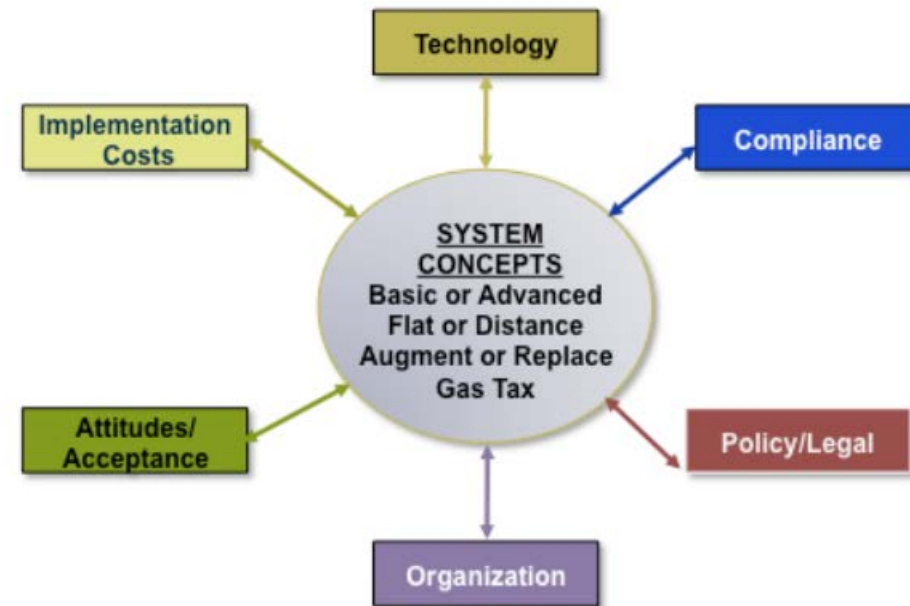 Technology
Implementation
Costs
Compliance
SYSTEM
CONCEPTS
Basic or Advanced
Flat or Distance
Augment or Replace
Gas Tax
Attitudes/
Acceptance
Policy/Legal
Organization